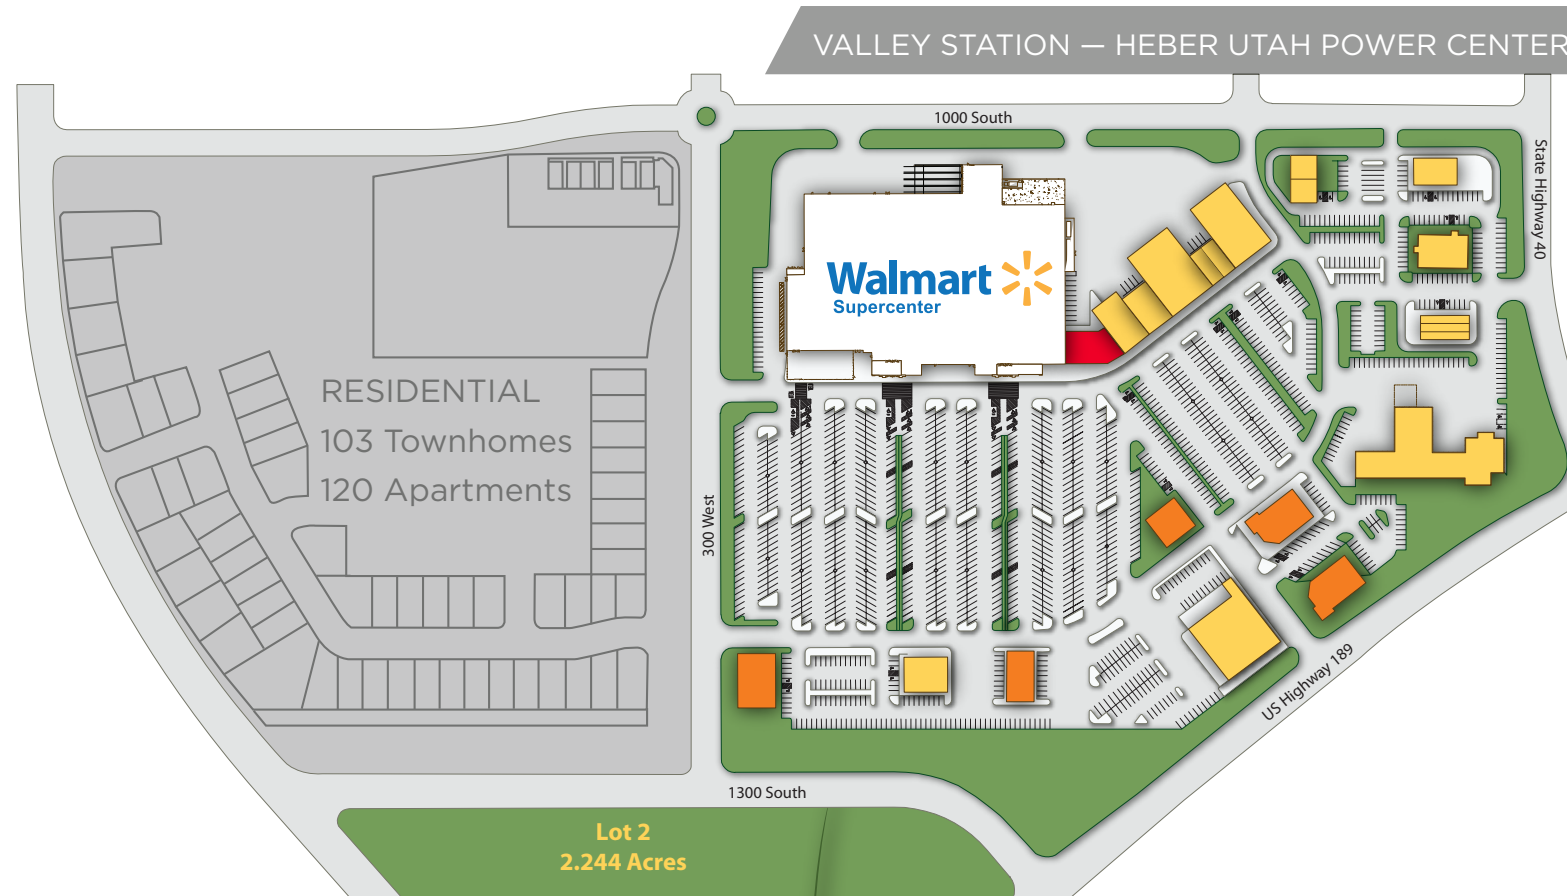 VALLEY STATION — HEBER UTAH POWER CENTER
1000 South
State Highway 40
Walmart
Supercenter
RESIDENTIAL
103 Townhomes
120 Apartments
300 West
US Highway 189
1300 South
Lot 2
2.244 Acres